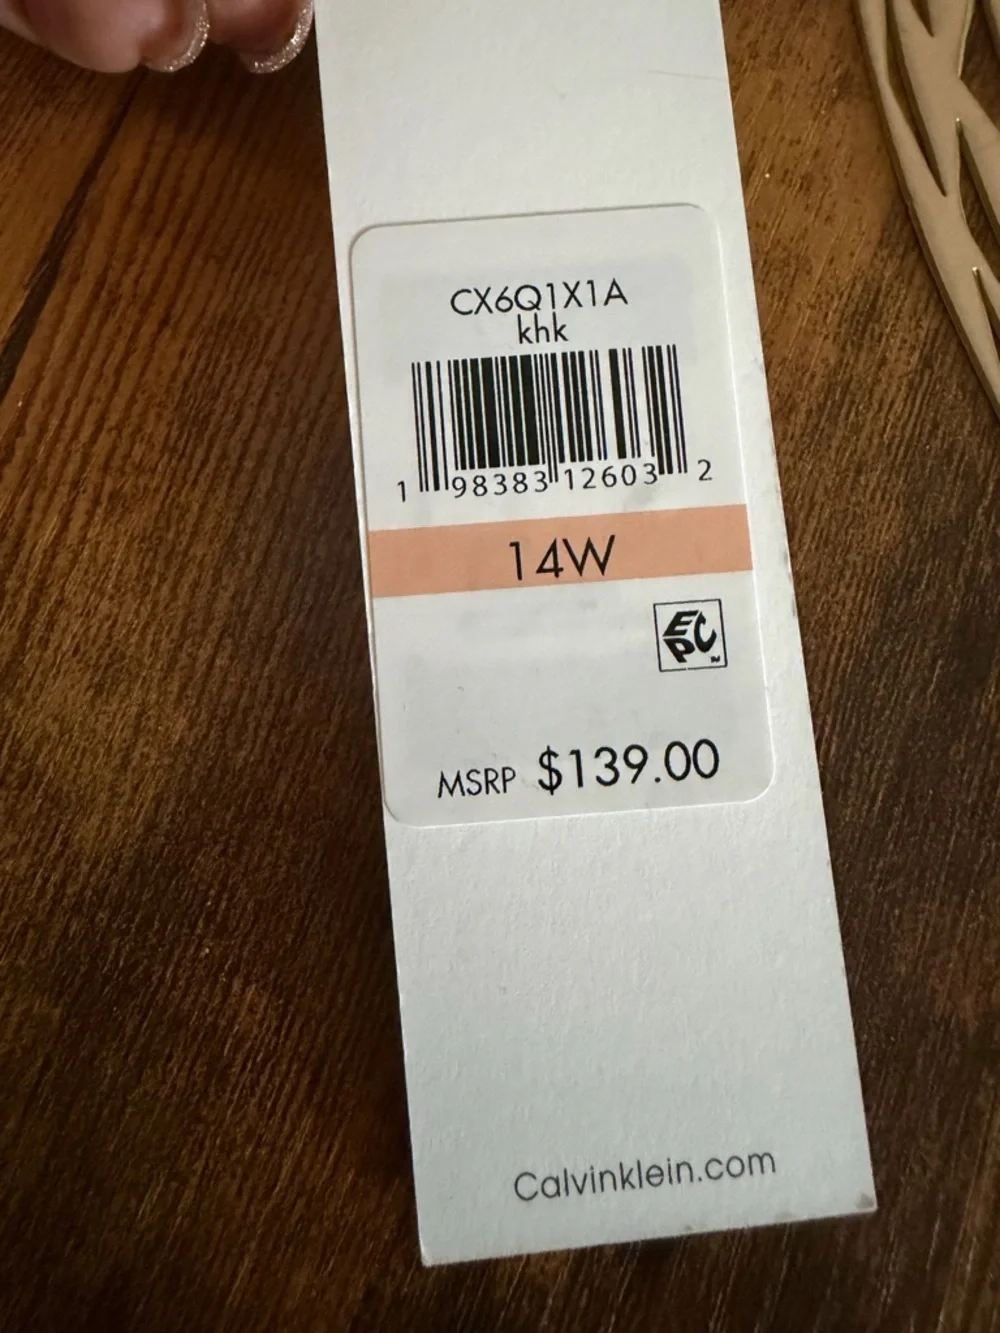 CX6Q1X1A
khk
1 98383 12603 2
14W
EPC
MSRP $139.00
Calvinklein.com